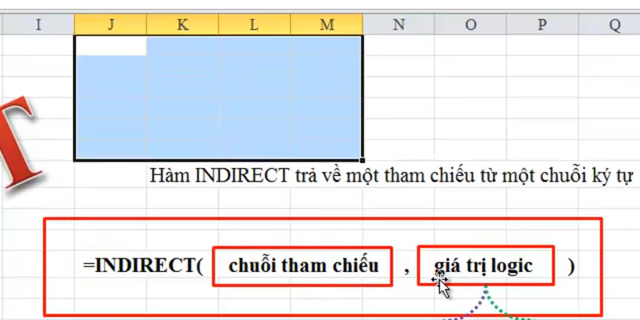 I J K L M N O P Q
T
Hàm INDIRECT trả về một tham chiếu từ một chuỗi ký tự
=INDIRECT( chuỗi tham chiếu , giá trị logic )